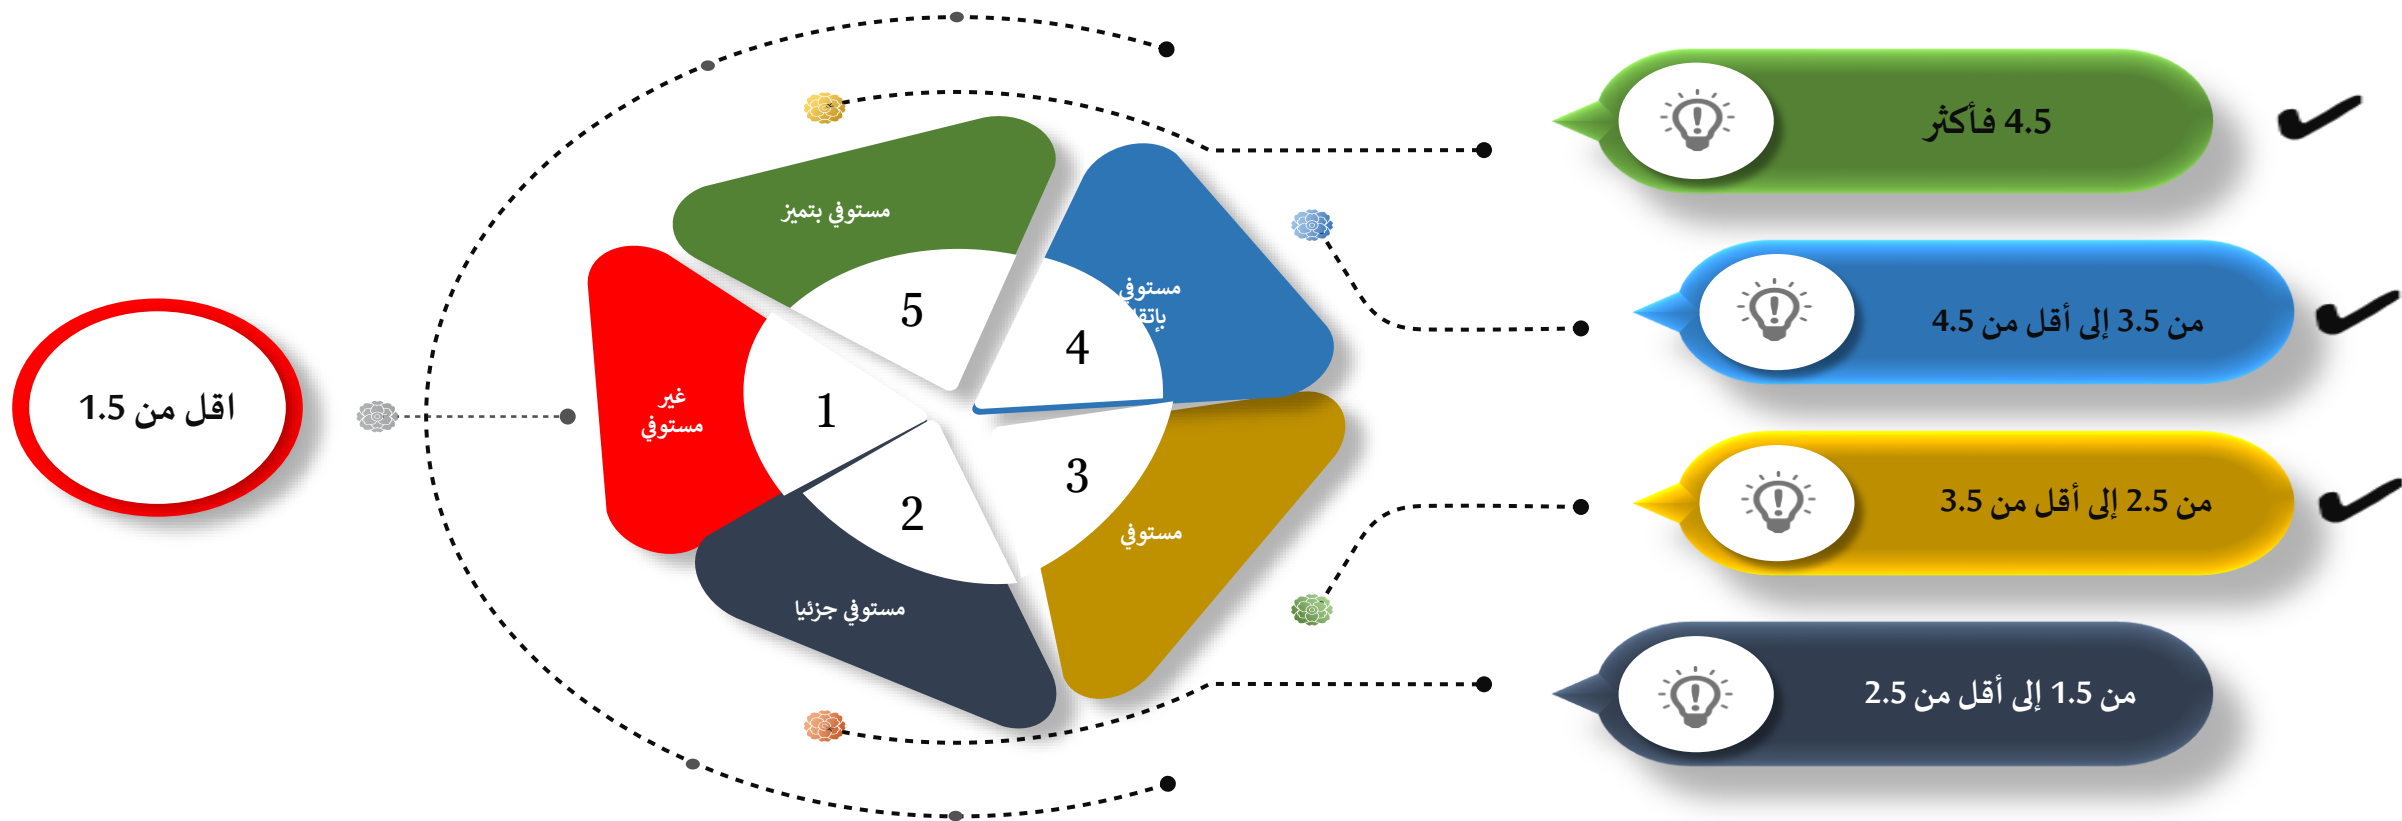 4.5 فأكثر
من 3.5 إلى أقل من 4.5
من 2.5 إلى أقل من 3.5
من 1.5 إلى أقل من 2.5
مستوفي بتميز
5
مستوفي
4
مستوفي
3
مستوفي جزئيا
2
غير
مستوفي
1
اقل من 1.5